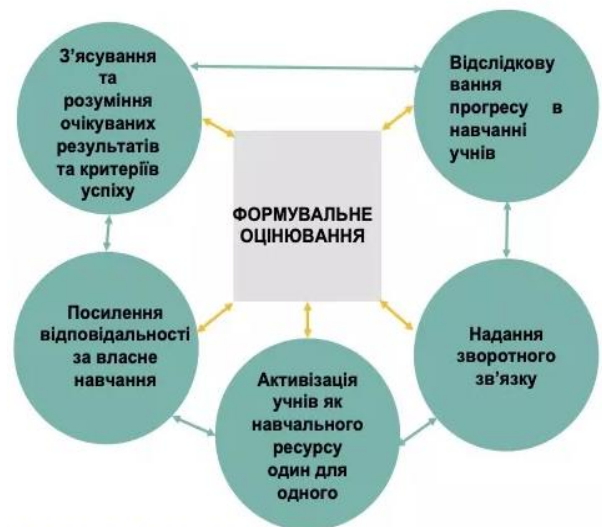 З’ясування
та
розуміння
очікуваних
результатів
та критеріїв
успіху
Відслідкову
вання
прогресу в
навчанні
учнів
ФОРМУВАЛЬНЕ
ОЦІНЮВАННЯ
Посилення
відповідальності
за власне
навчання
Активізація
учнів як
навчального
ресурсу
один для
одного
Надання
зворотного
зв’язку